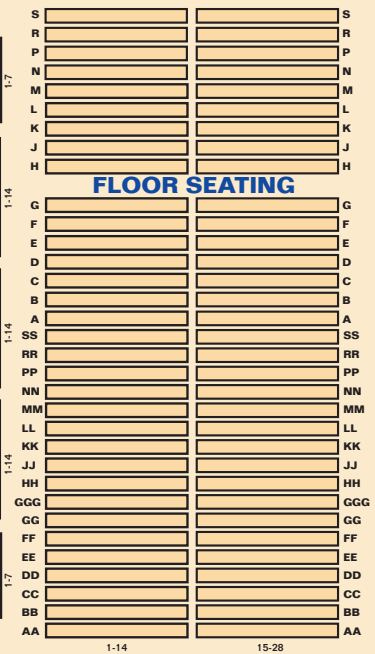 S S
R R
P P
N N
M M
L L
K K
J J
H H
FLOOR SEATING
G G
F F
E E
D D
C C
B B
A A
SS SS
RR RR
PP PP
NN NN
MM MM
LL LL
KK KK
JJ JJ
HH HH
GGG GGG
GG GG
FF FF
EE EE
DD DD
CC CC
BB BB
AA AA
1-14 15-28
1-7
1-14
1-14
1-14
1-7